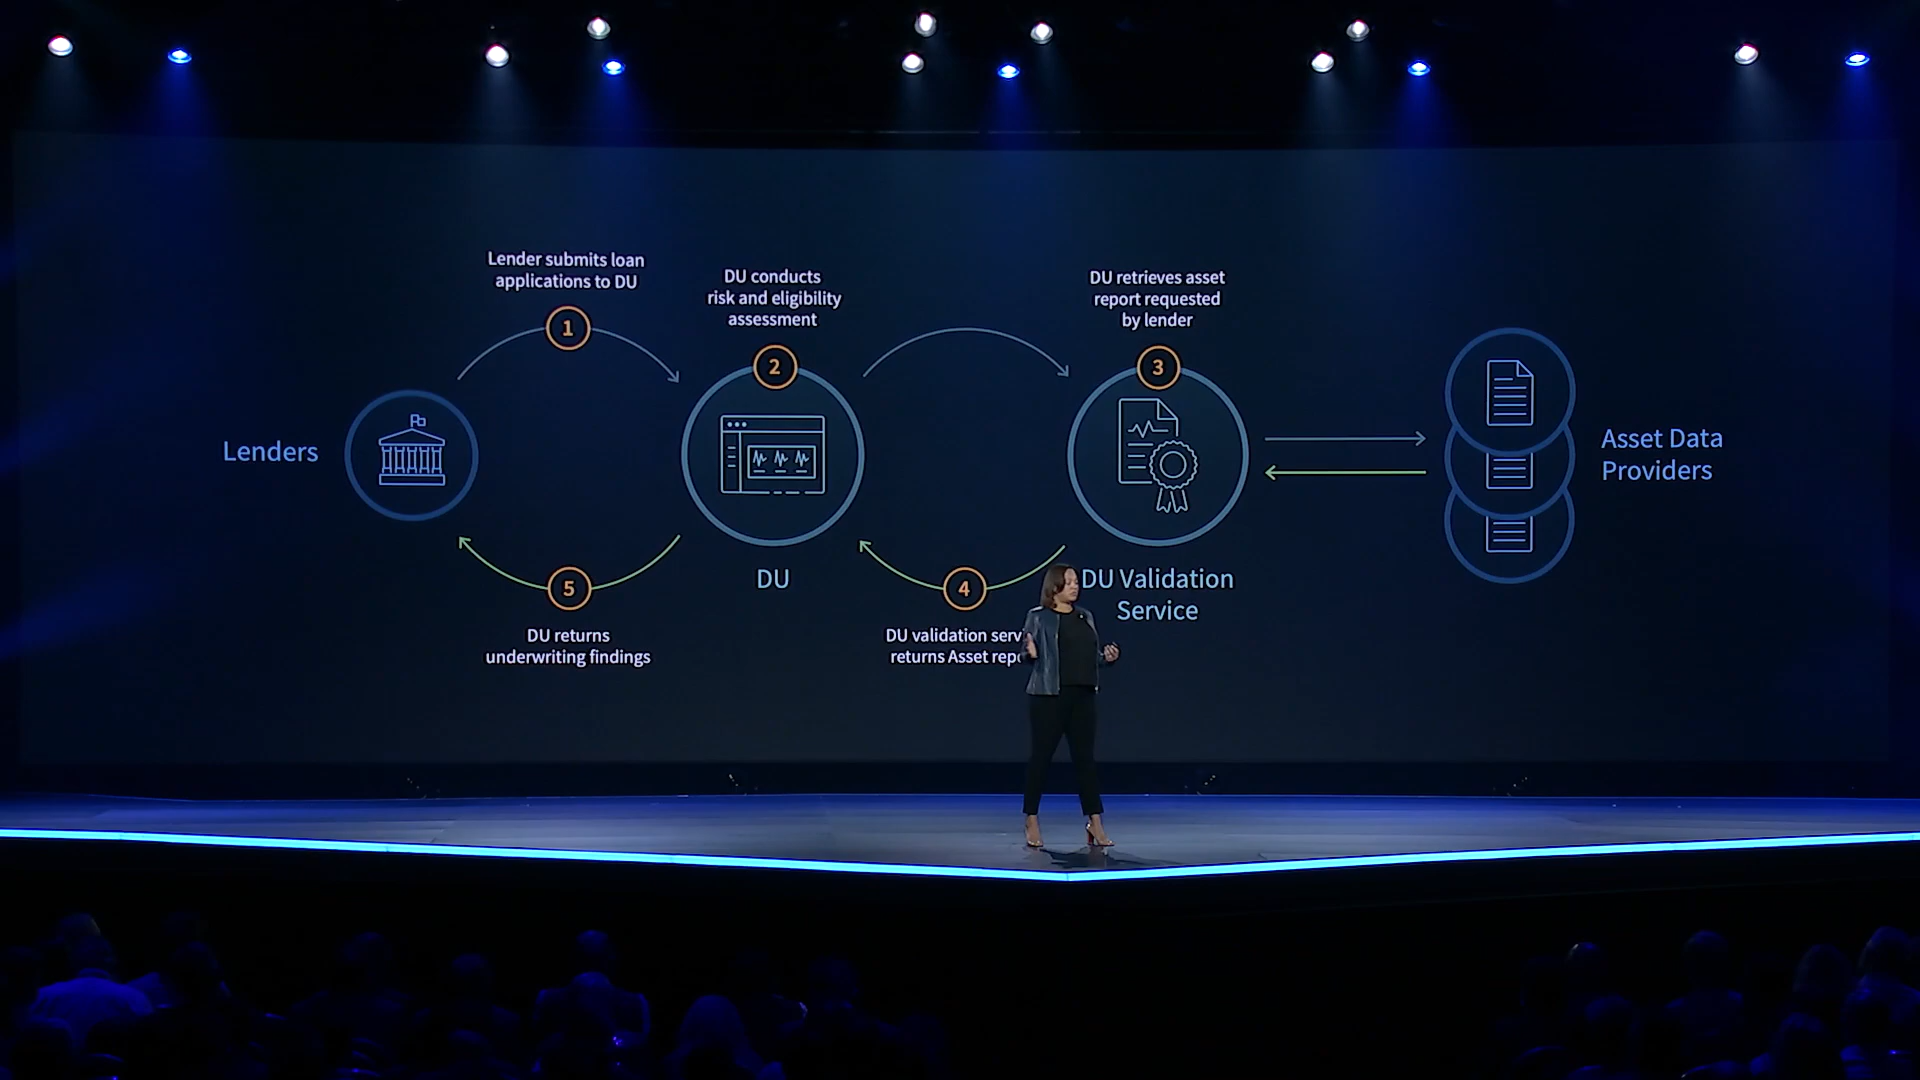 Lender submits loan
applications to DU
1
DU conducts
risk and eligibility
assessment
2
DU retrieves asset
report requested
by lender
3
Lenders
Asset Data
Providers
5
DU returns
underwriting findings
DU
4
DU validation
returns Asset
DU Validation
Service